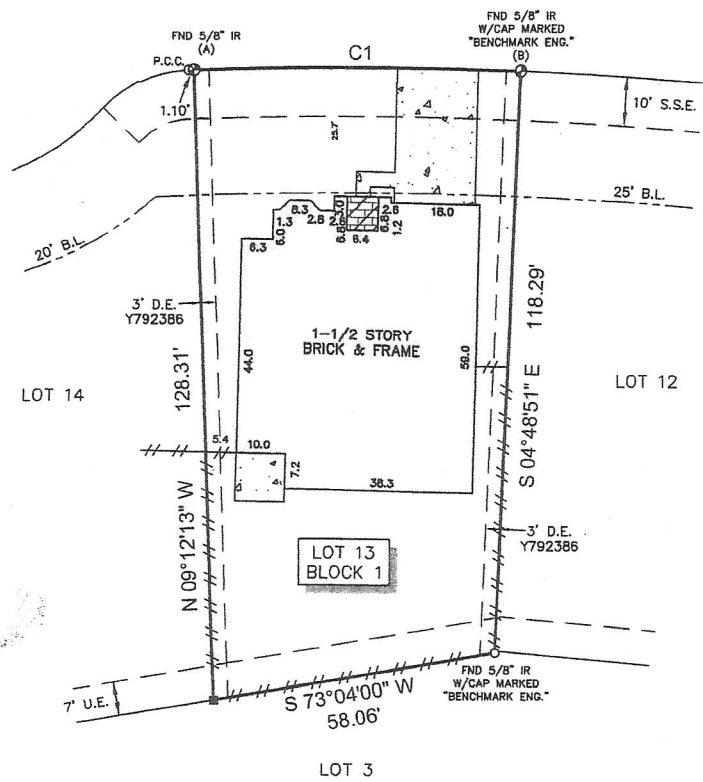 FND 5/8" IR
(A)
FND 5/8" IR
W/CAP MARKED
"BENCHMARK ENG."
(B)
C1
P.C.C.
1.10'
10' S.S.E.
25.7
25' B.L.
20' B.L.
8.3
1.3
2.8
3.0
2.6
18.0
6.3
6.0
6.8
6.4
6.8
1.2
3' D.E.
Y792386
1-1/2 STORY
BRICK & FRAME
44.0
59.0
128.31'
N 09°12'13" W
118.29'
S 04°48'51" E
LOT 14
LOT 12
5.4
10.0
7.2
38.3
3' D.E.
Y792386
LOT 13
BLOCK 1
7' U.E.
S 73°04'00" W
58.06'
FND 5/8" IR
W/CAP MARKED
"BENCHMARK ENG."
LOT 3